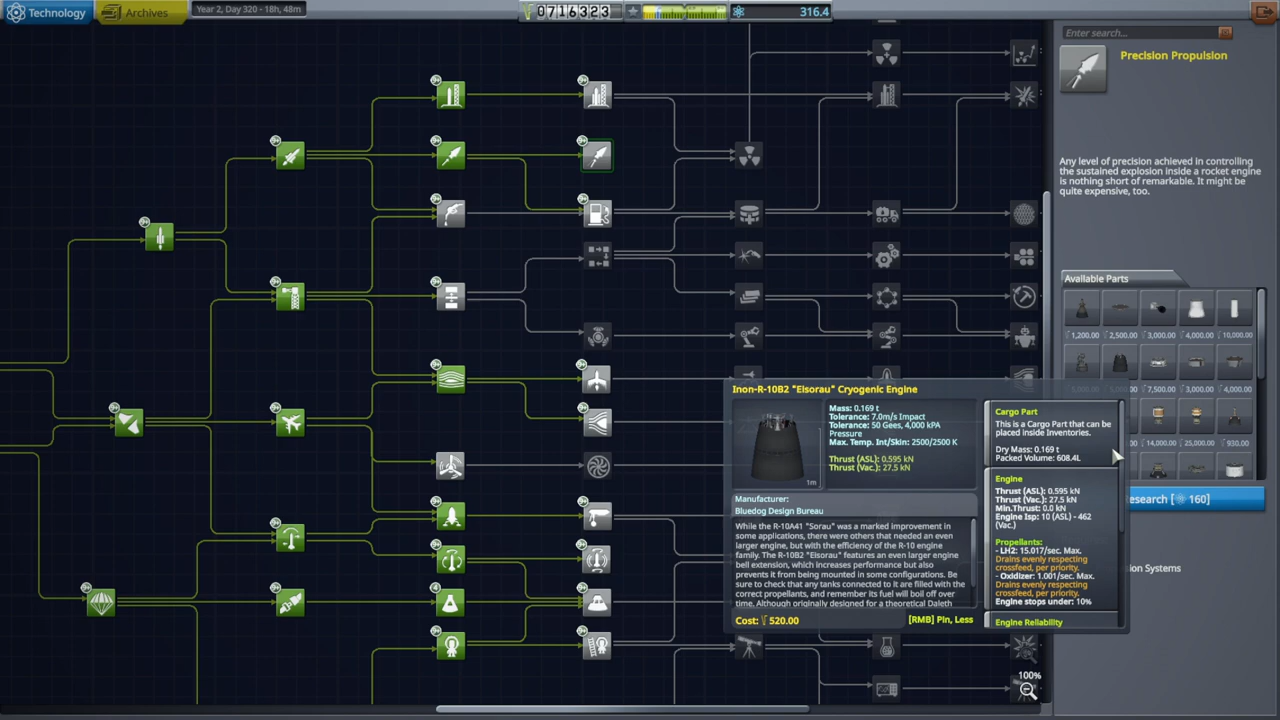 Technology
Archives
Year 2, Day 320 - 18h, 48m
0716323
316.4
Enter search...
Precision Propulsion
Any level of precision achieved in controlling
the sustained explosion inside a rocket engine
is nothing short of remarkable. It might be
quite expensive, too.
Available Parts
1,200.00 2,500.00 3,000.00 4,000.00 10,000.00
7,500.00 3,000.00 4,000.00
14,000.00 25,000.00 930.00
esearch [160]
sion Systems
Inon-R-10B2 "Elsorau" Cryogenic Engine
Mass: 0.169 t
Tolerance: 7.0m/s Impact
Tolerance: 50 Gees, 4,000 kPA
Pressure
Max. Temp. Int/Skin: 2500/2500 K
Thrust (ASL): 0.595 kN
Thrust (Vac.): 27.5 kN
1m
Manufacturer:
Bluedog Design Bureau
While the R-10A41 "Sorau" was a marked improvement in
some applications, there were others that needed an even
larger engine, but with the efficiency of the R-10 engine
family. The R-10B2 "Elsorau" features an even larger engine
bell extension, which increases performance but also
prevents it from being mounted in some configurations. Be
sure to check that any tanks connected to it are filled with the
correct propellants, and remember its fuel will boil off over
time. Although originally designed for a theoretical Daleth
Cost: 520.00
[RMB] Pin, Less
Cargo Part
This is a Cargo Part that can be
placed inside Inventories.
Dry Mass: 0.169 t
Packed Volume: 608.4L
Engine
Thrust (ASL): 0.595 kN
Thrust (Vac.): 27.5 kN
Min.Thrust: 0.0 kN
Engine Isp: 10 (ASL) - 462
(Vac.)
Propellants:
- LH2: 15.017/sec. Max.
Drains evenly respecting
crossfeed, per priority.
- Oxidizer: 1.001/sec. Max.
Drains evenly respecting
crossfeed, per priority.
Engine stops under: 10%
Engine Reliability
100%